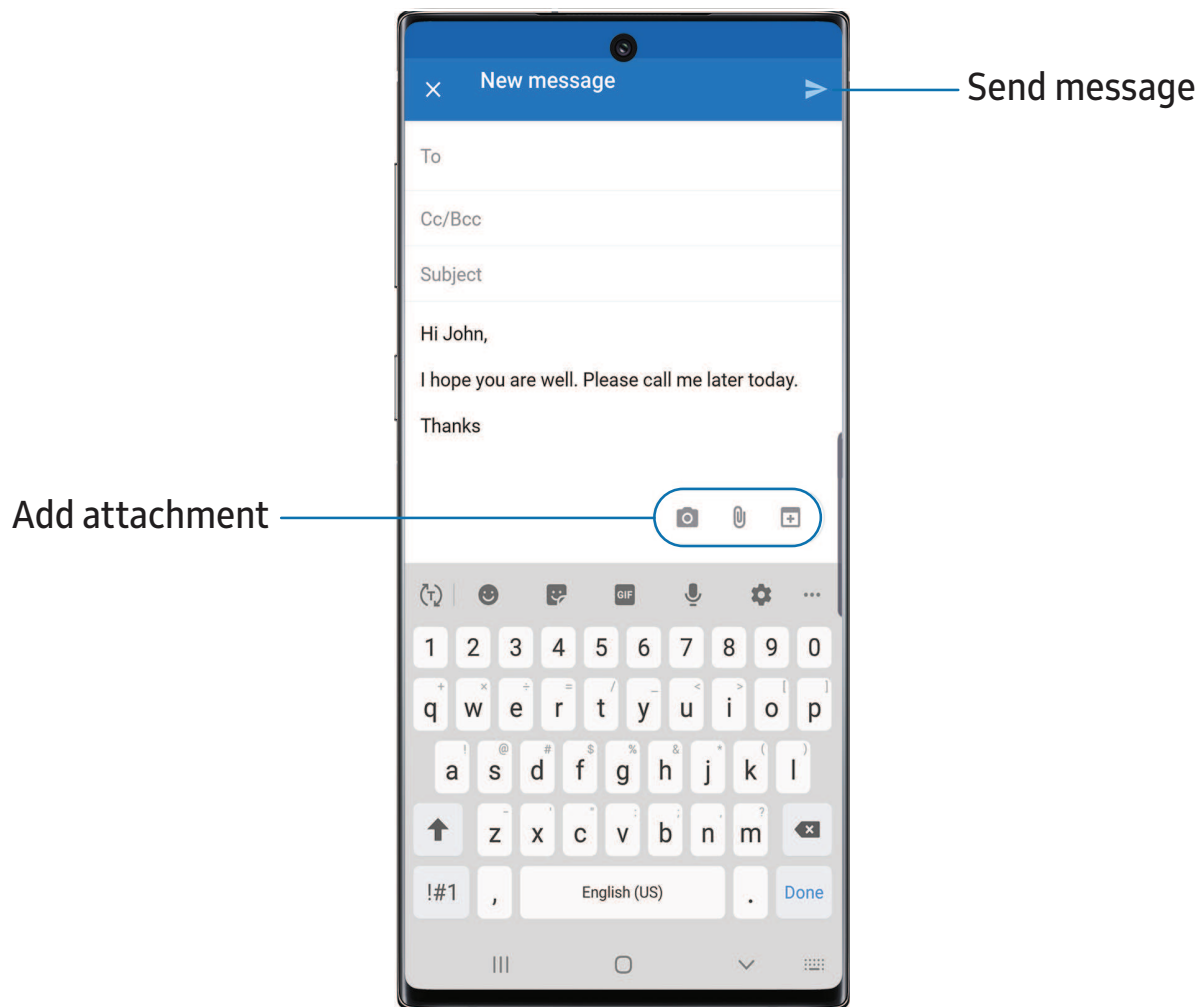 New message
Send message
To
Cc/Bcc
Subject
Hi John,
I hope you are well. Please call me later today.
Thanks
Add attachment
T GIF
1 2 3 4 5 6 7 8 9 0
+ × ÷ = / _ < > [ ]
q w e r t y u i o p
! @ # $ % & * ( )
a s d f g h j k l
- ' " : ; , ?
z x c v b n m
!#1 , English (US) . Done